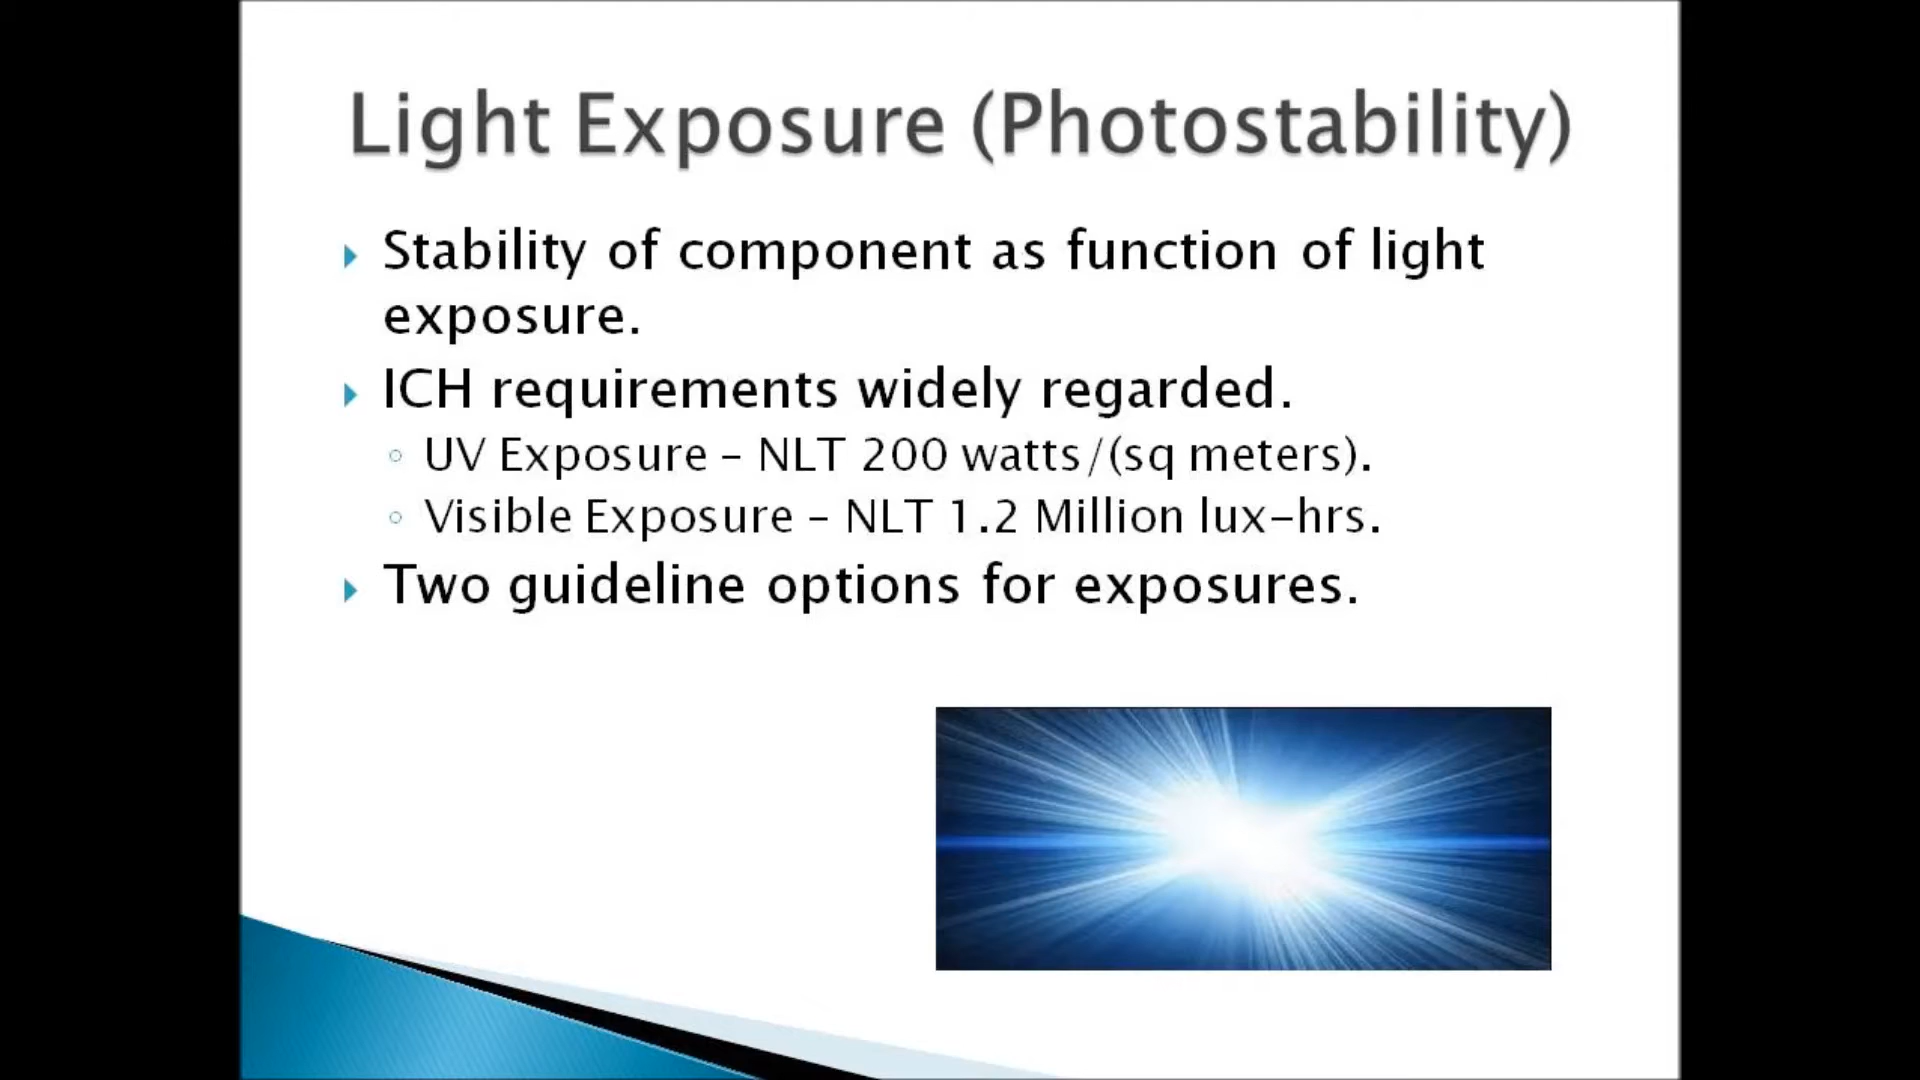 Light Exposure (Photostability)
Stability of component as function of light
exposure.
ICH requirements widely regarded.
UV Exposure – NLT 200 watts/(sq meters).
Visible Exposure – NLT 1.2 Million lux-hrs.
Two guideline options for exposures.